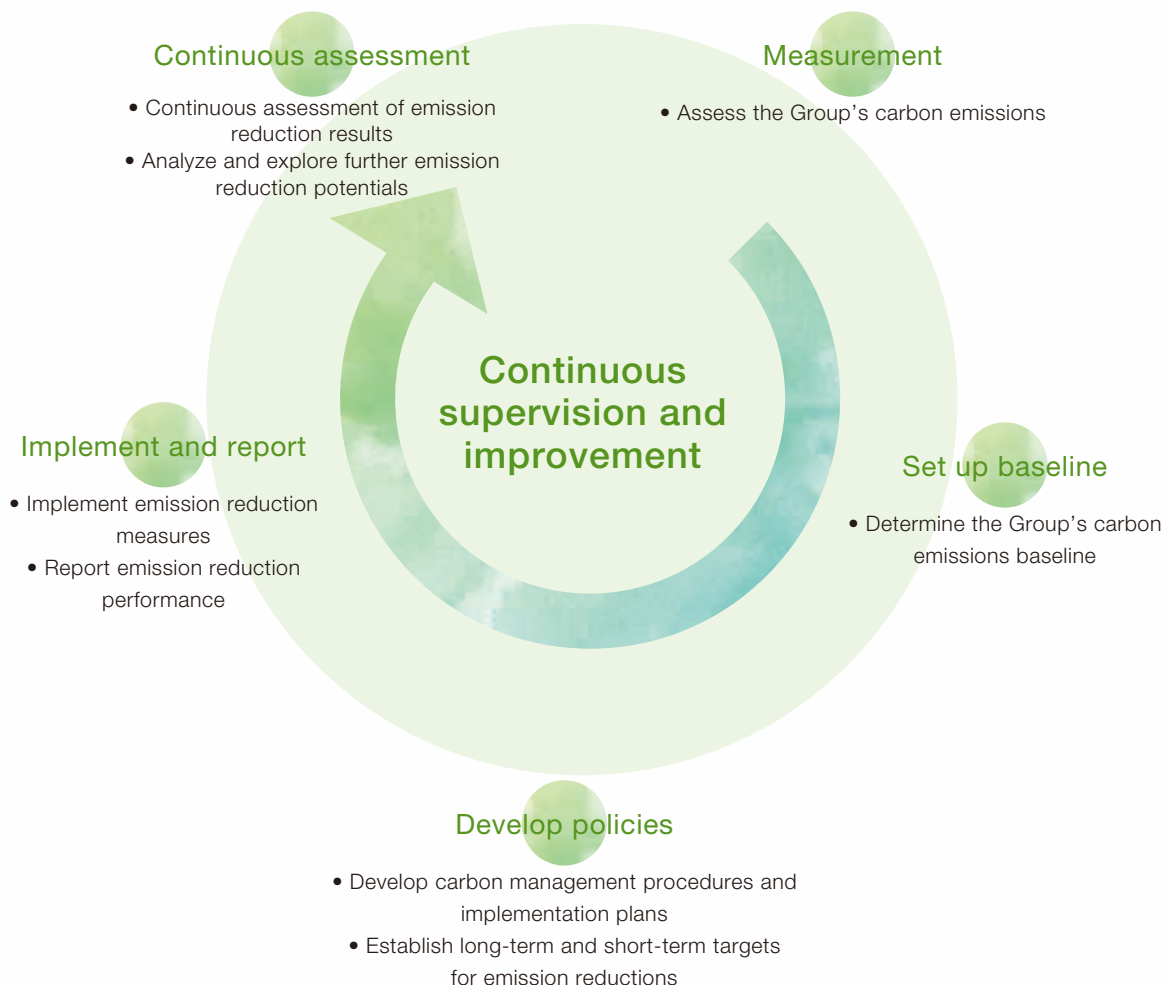 Continuous assessment
• Continuous assessment of emission
reduction results
• Analyze and explore further emission
reduction potentials
Measurement
• Assess the Group’s carbon emissions
Continuous
supervision and
improvement
Set up baseline
• Determine the Group’s carbon
emissions baseline
Implement and report
• Implement emission reduction
measures
• Report emission reduction
performance
Develop policies
• Develop carbon management procedures and
implementation plans
• Establish long-term and short-term targets
for emission reductions